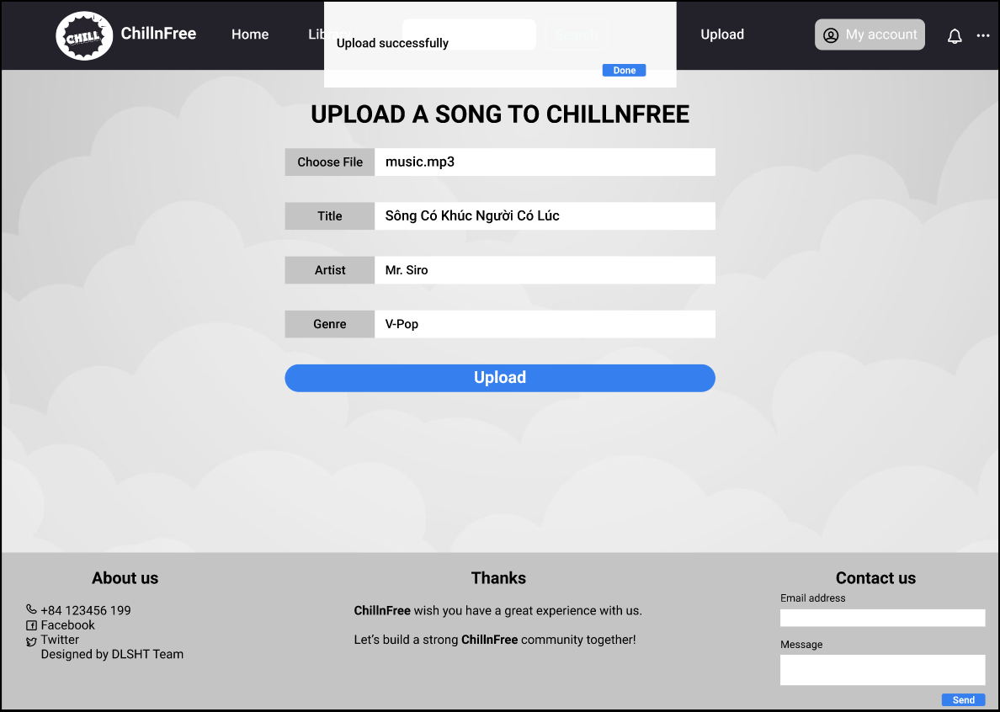 CHILL
ChillnFree
Home
Library
Search
Upload
My account
Upload successfully
Done
UPLOAD A SONG TO CHILLNFREE
Choose File
music.mp3
Title
Sông Có Khúc Người Có Lúc
Artist
Mr. Siro
Genre
V-Pop
Upload
About us
+84 123456 199
Facebook
Twitter
Designed by DLSHT Team
Thanks
ChillnFree wish you have a great experience with us.
Let's build a strong ChillnFree community together!
Contact us
Email address
Message
Send